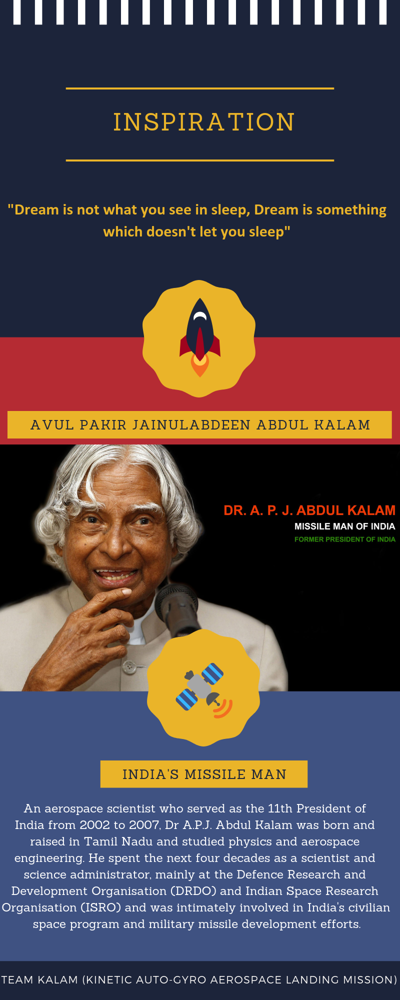 INSPIRATION
"Dream is not what you see in sleep, Dream is something
which doesn't let you sleep"
AVUL PAKIR JAINULABDEEN ABDUL KALAM
DR. A. P. J. ABDUL KALAM
MISSILE MAN OF INDIA
FORMER PRESIDENT OF INDIA
INDIA'S MISSILE MAN
An aerospace scientist who served as the 11th President of
India from 2002 to 2007, Dr A.P.J. Abdul Kalam was born and
raised in Tamil Nadu and studied physics and aerospace
engineering. He spent the next four decades as a scientist and
science administrator, mainly at the Defence Research and
Development Organisation (DRDO) and Indian Space Research
Organisation (ISRO) and was intimately involved in India's civilian
space program and military missile development efforts.
TEAM KALAM (KINETIC AUTO-GYRO AEROSPACE LANDING MISSION)